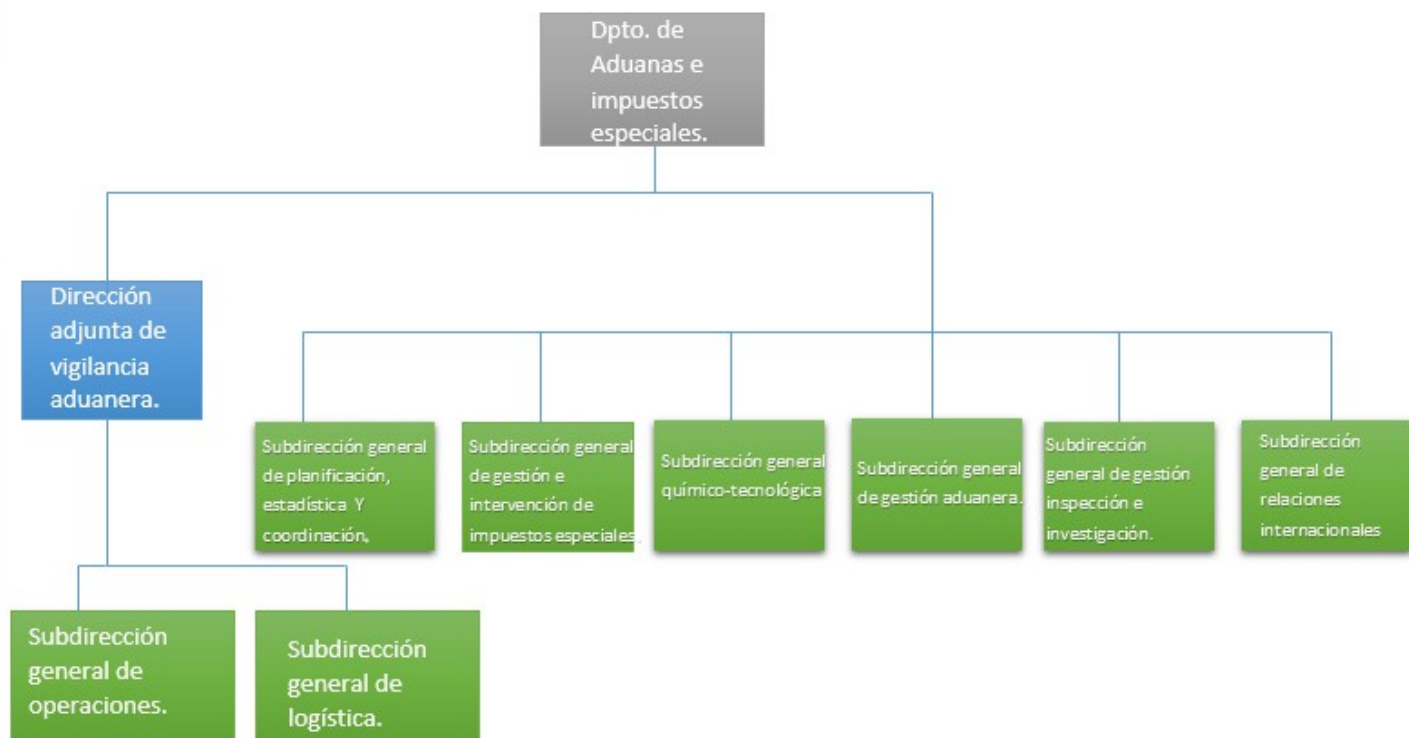 Dpto. de
Aduanas e
impuestos
especiales.
Dirección
adjunta de
vigilancia
aduanera.
Subdirección general
de planificación,
estadística Y
coordinación.
Subdirección general
de gestión e
intervención de
impuestos especiales.
Subdirección general
químico-tecnológica
Subdirección general
de gestión aduanera.
Subdirección
general de gestión
inspección e
investigación.
Subdirección
general de
relaciones
internacionales
Subdirección
general de
operaciones.
Subdirección
general de
logística.